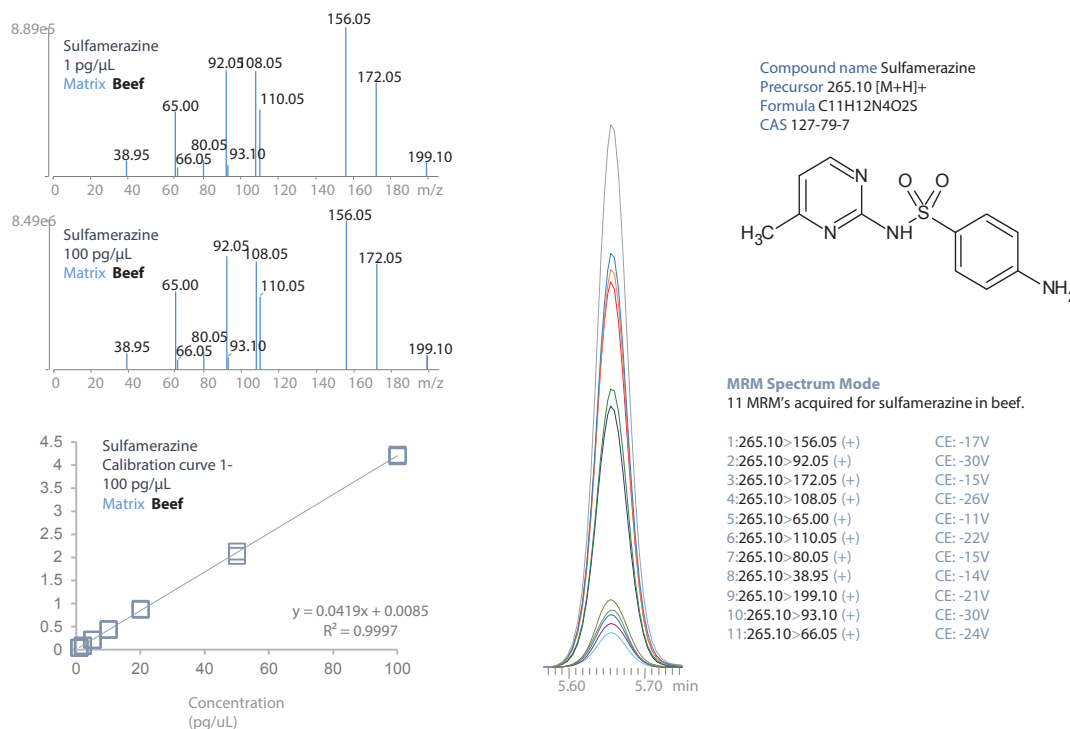 8.89e5
Sulfamerazine
1 pg/µL
Matrix Beef
38.95
65.00
66.05
80.05
92.05
93.10
108.05
110.05
156.05
172.05
199.10
0 20 40 60 80 100 120 140 160 180 m/z
8.49e6
Sulfamerazine
100 pg/µL
Matrix Beef
38.95
65.00
66.05
80.05
92.05
93.10
108.05
110.05
156.05
172.05
199.10
0 20 40 60 80 100 120 140 160 180 m/z
Sulfamerazine
Calibration curve 1-
100 pg/µL
Matrix Beef
4.5
4
3.5
3
2.5
2
1.5
1
0.5
0
y = 0.0419x + 0.0085
R² = 0.9997
0 20 40 60 80 100
Concentration
(pg/uL)
5.60 5.70 min
Compound name Sulfamerazine
Precursor 265.10 [M+H]+
Formula C11H12N4O2S
CAS 127-79-7
N
N
H₃C
NH
S
O O
NH₂
MRM Spectrum Mode
11 MRM's acquired for sulfamerazine in beef.
1:265.10>156.05 (+) CE: -17V
2:265.10>92.05 (+) CE: -30V
3:265.10>172.05 (+) CE: -15V
4:265.10>108.05 (+) CE: -26V
5:265.10>65.00 (+) CE: -11V
6:265.10>110.05 (+) CE: -22V
7:265.10>80.05 (+) CE: -15V
8:265.10>38.95 (+) CE: -14V
9:265.10>199.10 (+) CE: -21V
10:265.10>93.10 (+) CE: -30V
11:265.10>66.05 (+) CE: -24V